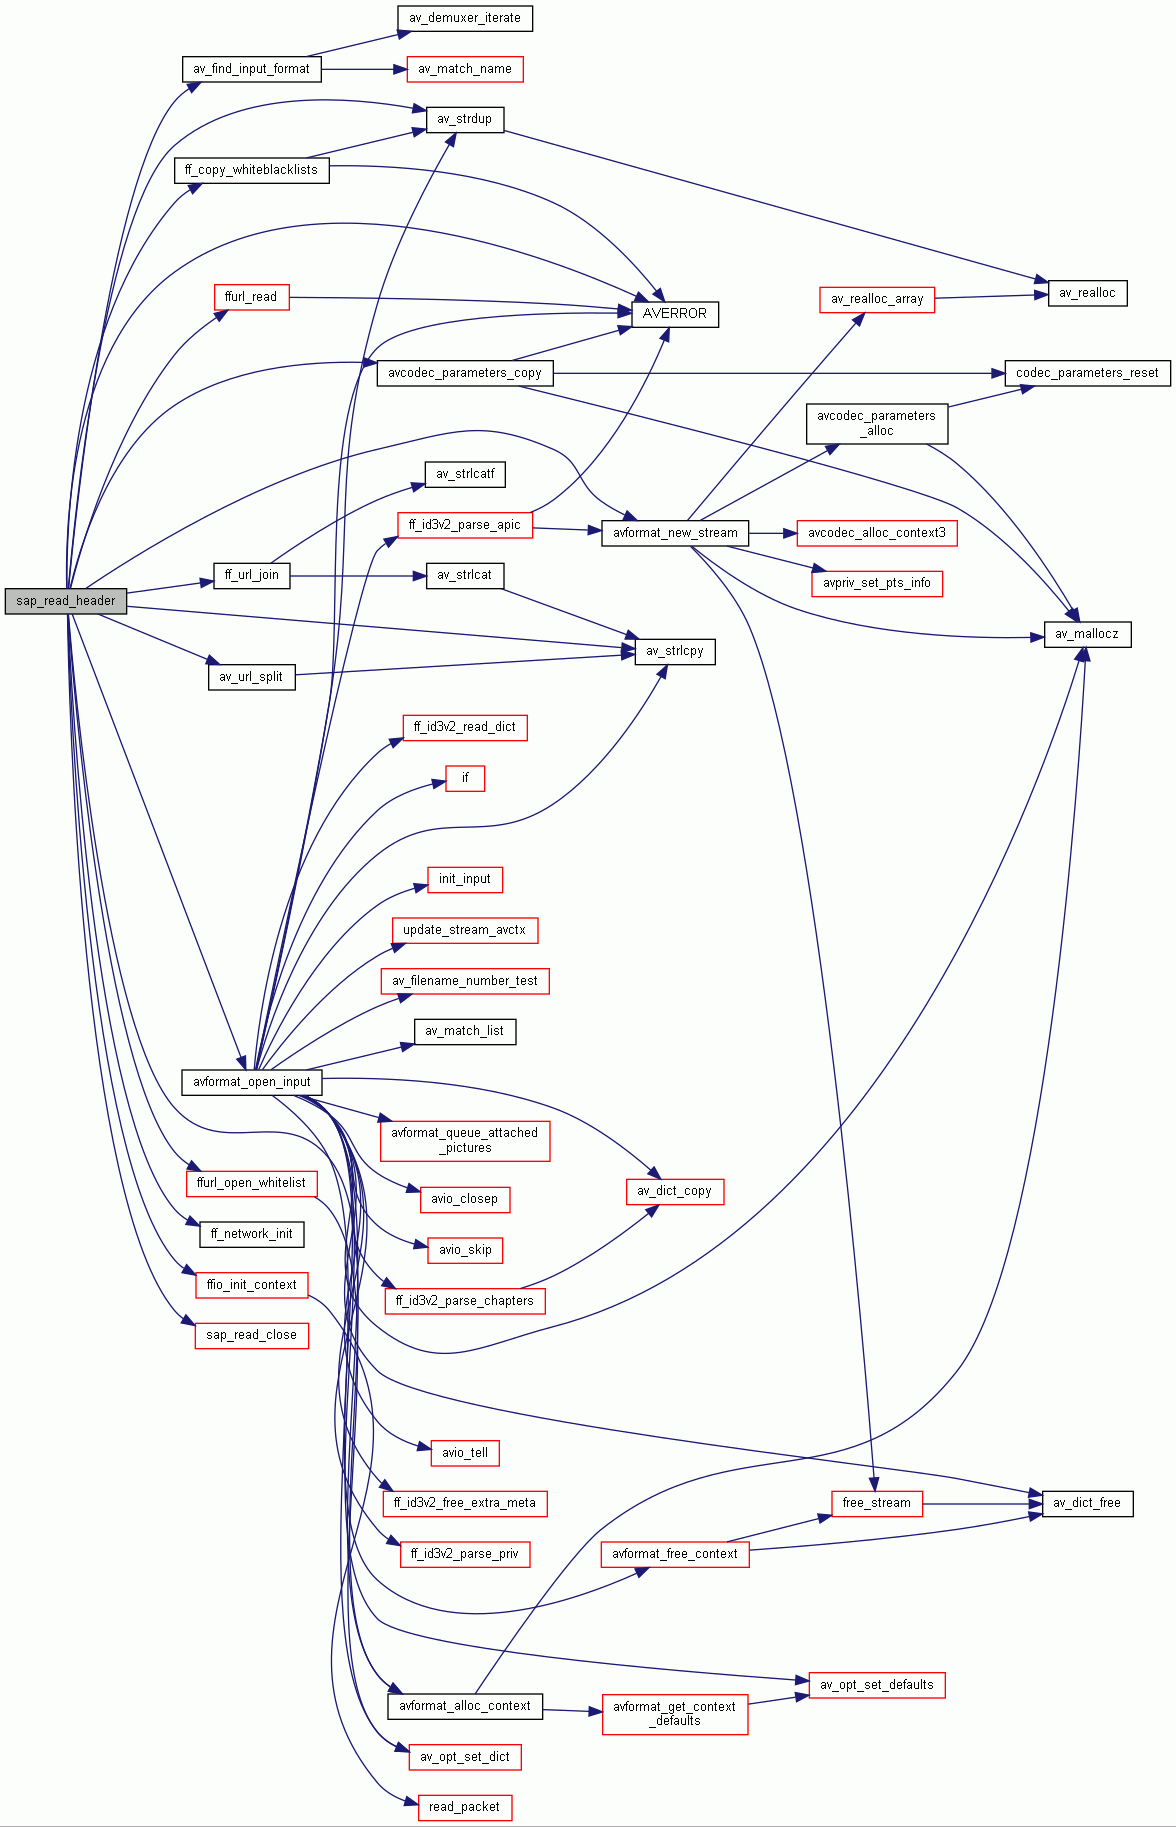 av_demuxer_iterate
av_find_input_format
av_match_name
av_strdup
ff_copy_whiteblacklists
ffurl_read
av_realloc_array
av_realloc
AVERROR
avcodec_parameters_copy
codec_parameters_reset
avcodec_parameters
_alloc
av_strlcatf
ff_id3v2_parse_apic
avformat_new_stream
avcodec_alloc_context3
ff_url_join
av_strlcat
avpriv_set_pts_info
sap_read_header
av_mallocz
av_strlcpy
av_url_split
ff_id3v2_read_dict
if
init_input
update_stream_avctx
av_filename_number_test
av_match_list
avformat_open_input
avformat_queue_attached
_pictures
ffurl_open_whitelist
avio_closep
av_dict_copy
ff_network_init
avio_skip
ffio_init_context
ff_id3v2_parse_chapters
sap_read_close
avio_tell
ff_id3v2_free_extra_meta
free_stream
av_dict_free
ff_id3v2_parse_priv
avformat_free_context
av_opt_set_defaults
avformat_alloc_context
avformat_get_context
_defaults
av_opt_set_dict
read_packet